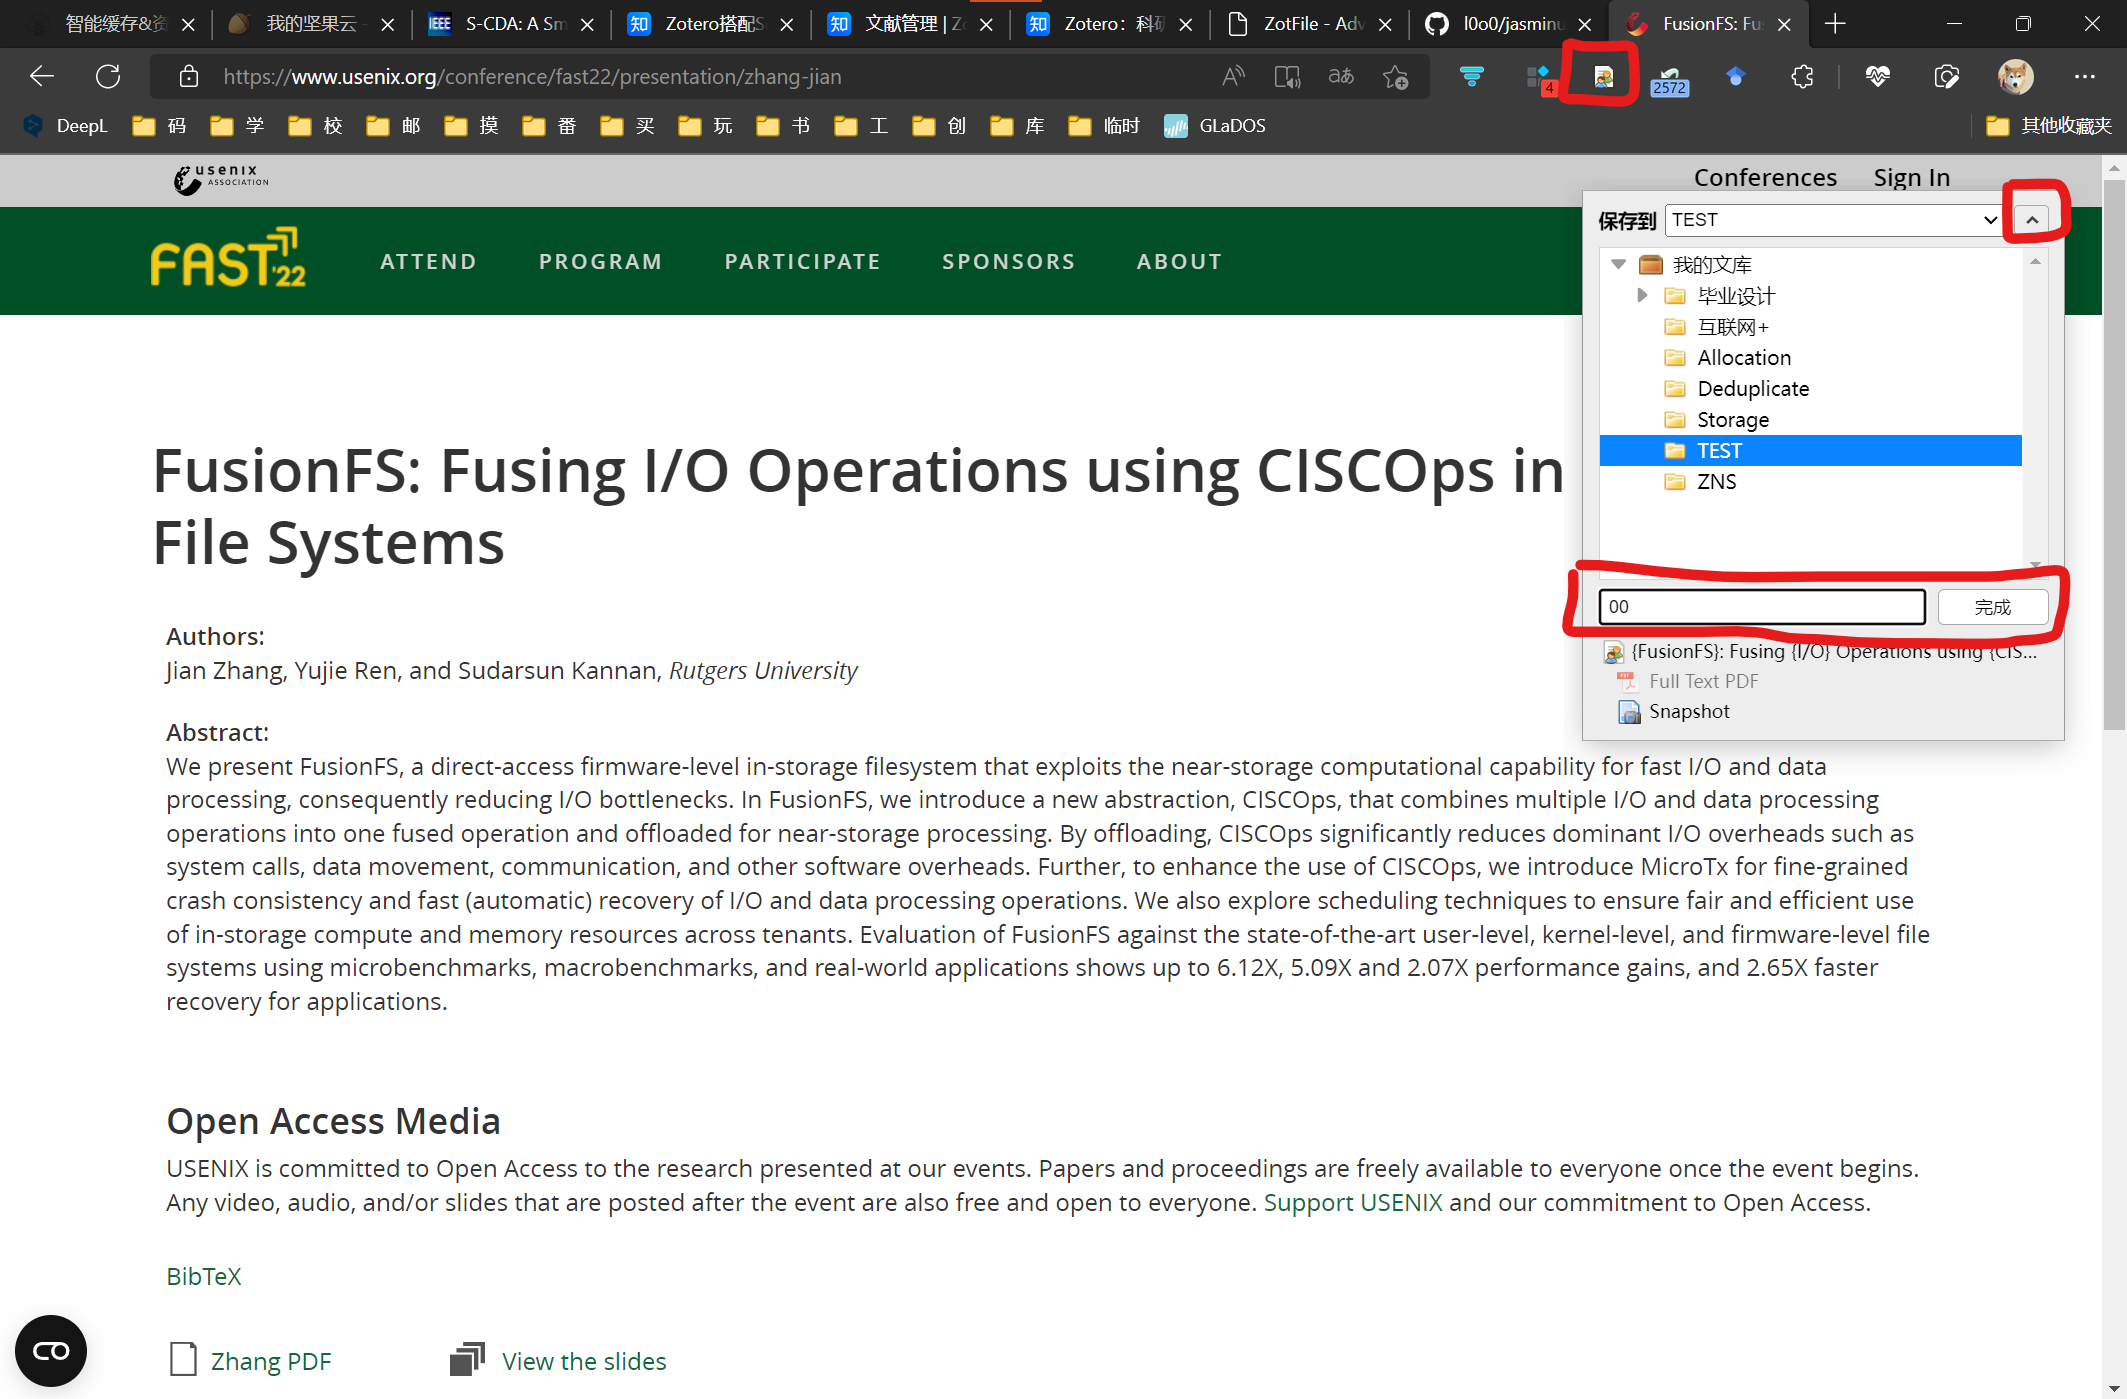 智能缓存&资
我的坚果云 -
IEEE S-CDA: A Sm
知 Zotero搭配S
知 文献管理 | Zo
知 Zotero：科研
ZotFile - Adv
l0o0/jasminu
FusionFS: Fu
https://www.usenix.org/conference/fast22/presentation/zhang-jian
4
2572
DeepL 码 学 校 邮 摸 番 买 玩 书 工 创 库 临时 GLaDOS 其他收藏夹
usenix
ASSOCIATION
Conferences Sign In
FAST '22
ATTEND PROGRAM PARTICIPATE SPONSORS ABOUT
保存到 TEST
我的文库
毕业设计
互联网+
Allocation
Deduplicate
Storage
TEST
ZNS
00 完成
{FusionFS}: Fusing {I/O} Operations using {CIS...
Full Text PDF
Snapshot
FusionFS: Fusing I/O Operations using CISCOps in
File Systems
Authors:
Jian Zhang, Yujie Ren, and Sudarsun Kannan, Rutgers University
Abstract:
We present FusionFS, a direct-access firmware-level in-storage filesystem that exploits the near-storage computational capability for fast I/O and data
processing, consequently reducing I/O bottlenecks. In FusionFS, we introduce a new abstraction, CISCOps, that combines multiple I/O and data processing
operations into one fused operation and offloaded for near-storage processing. By offloading, CISCOps significantly reduces dominant I/O overheads such as
system calls, data movement, communication, and other software overheads. Further, to enhance the use of CISCOps, we introduce MicroTx for fine-grained
crash consistency and fast (automatic) recovery of I/O and data processing operations. We also explore scheduling techniques to ensure fair and efficient use
of in-storage compute and memory resources across tenants. Evaluation of FusionFS against the state-of-the-art user-level, kernel-level, and firmware-level file
systems using microbenchmarks, macrobenchmarks, and real-world applications shows up to 6.12X, 5.09X and 2.07X performance gains, and 2.65X faster
recovery for applications.
Open Access Media
USENIX is committed to Open Access to the research presented at our events. Papers and proceedings are freely available to everyone once the event begins.
Any video, audio, and/or slides that are posted after the event are also free and open to everyone. Support USENIX and our commitment to Open Access.
BibTeX
Zhang PDF
View the slides